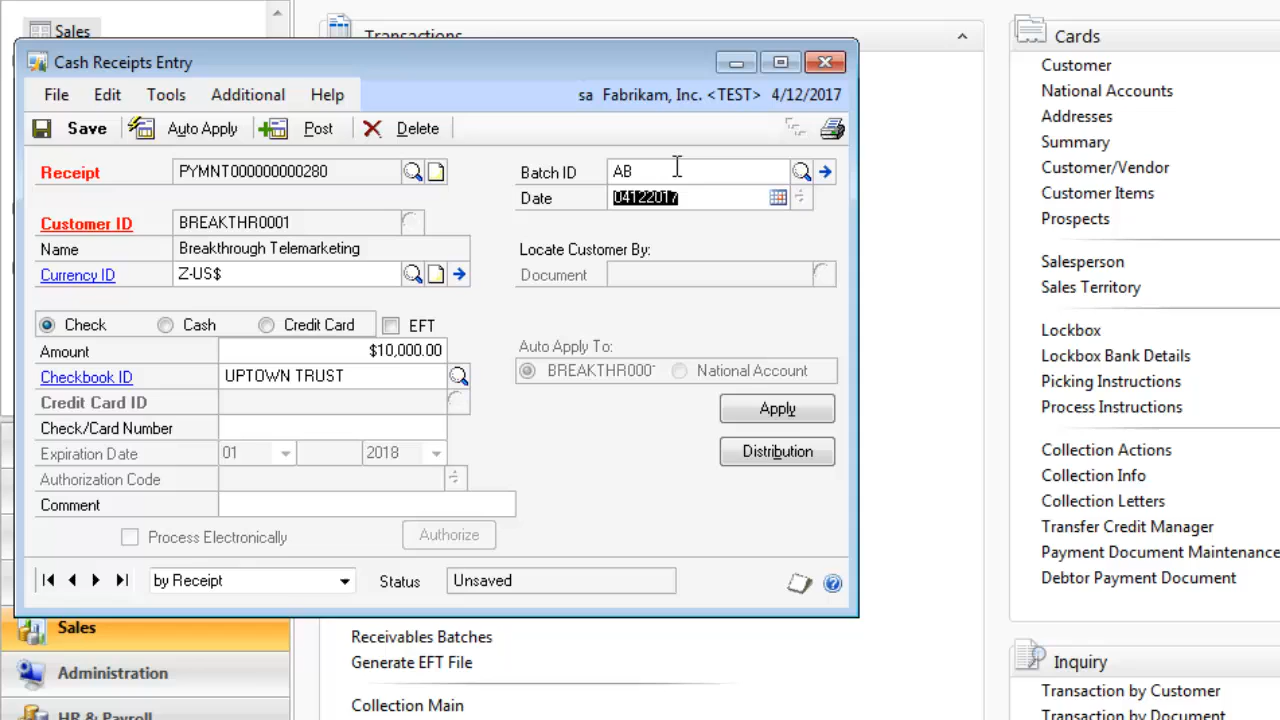 Sales
Transactions
Cards
Customer
National Accounts
Addresses
Summary
Customer/Vendor
Customer Items
Prospects
Salesperson
Sales Territory
Lockbox
Lockbox Bank Details
Picking Instructions
Process Instructions
Collection Actions
Collection Info
Collection Letters
Transfer Credit Manager
Payment Document Maintenance
Debtor Payment Document
Inquiry
Transaction by Customer
Transaction by Document
Cash Receipts Entry
File Edit Tools Additional Help
sa Fabrikam, Inc. <TEST> 4/12/2017
Save Auto Apply Post Delete
Receipt PYMNT000000000280
Batch ID AB
Date 04122017
Customer ID BREAKTHR0001
Name Breakthrough Telemarketing
Locate Customer By:
Currency ID Z-US$
Document
Check Cash Credit Card EFT
Amount $10,000.00
Auto Apply To:
BREAKTHR000 National Account
Checkbook ID UPTOWN TRUST
Credit Card ID
Apply
Check/Card Number
Expiration Date 01 2018
Distribution
Authorization Code
Comment
Process Electronically Authorize
by Receipt Status Unsaved
Sales
Administration
HR & Payroll
Receivables Batches
Generate EFT File
Collection Main